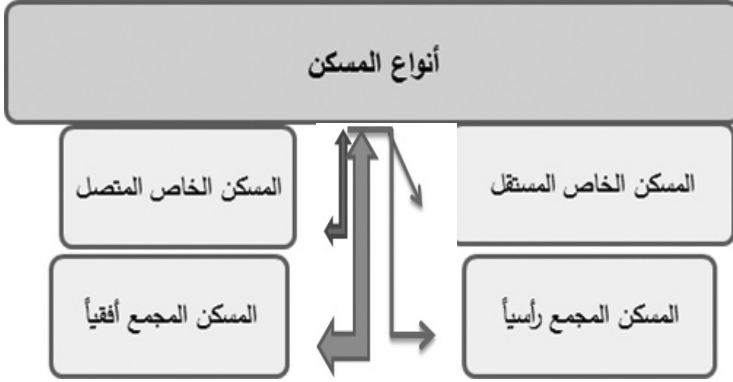 أنواع المسكن
المسكن الخاص المستقل
المسكن الخاص المتصل
المسكن المجمع رأسياً
المسكن المجمع أفقياً